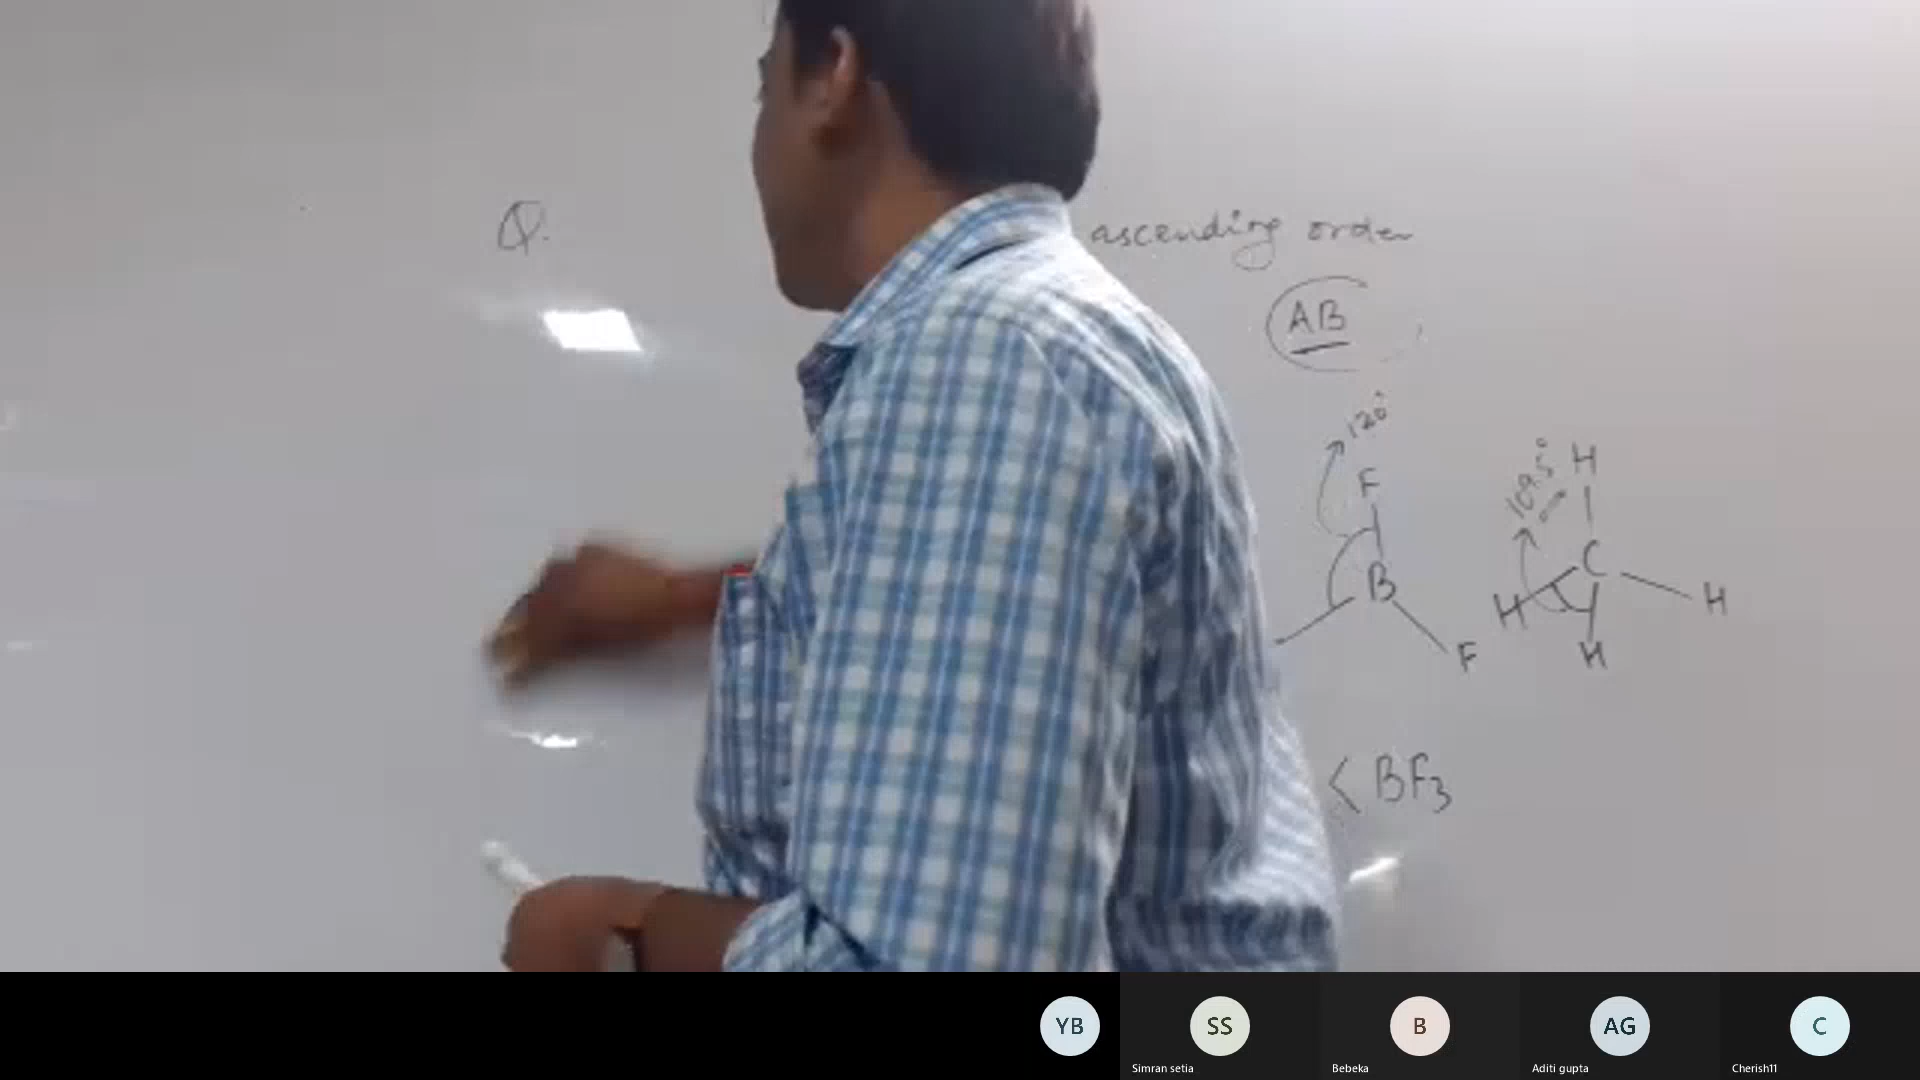 Q. ascending order
AB
120°
F
B
F
109.5°
H
C
H
H
H
< BF3
YB
SS
B
AG
C
Simran setia
Bebeka
Aditi gupta
Cherish11